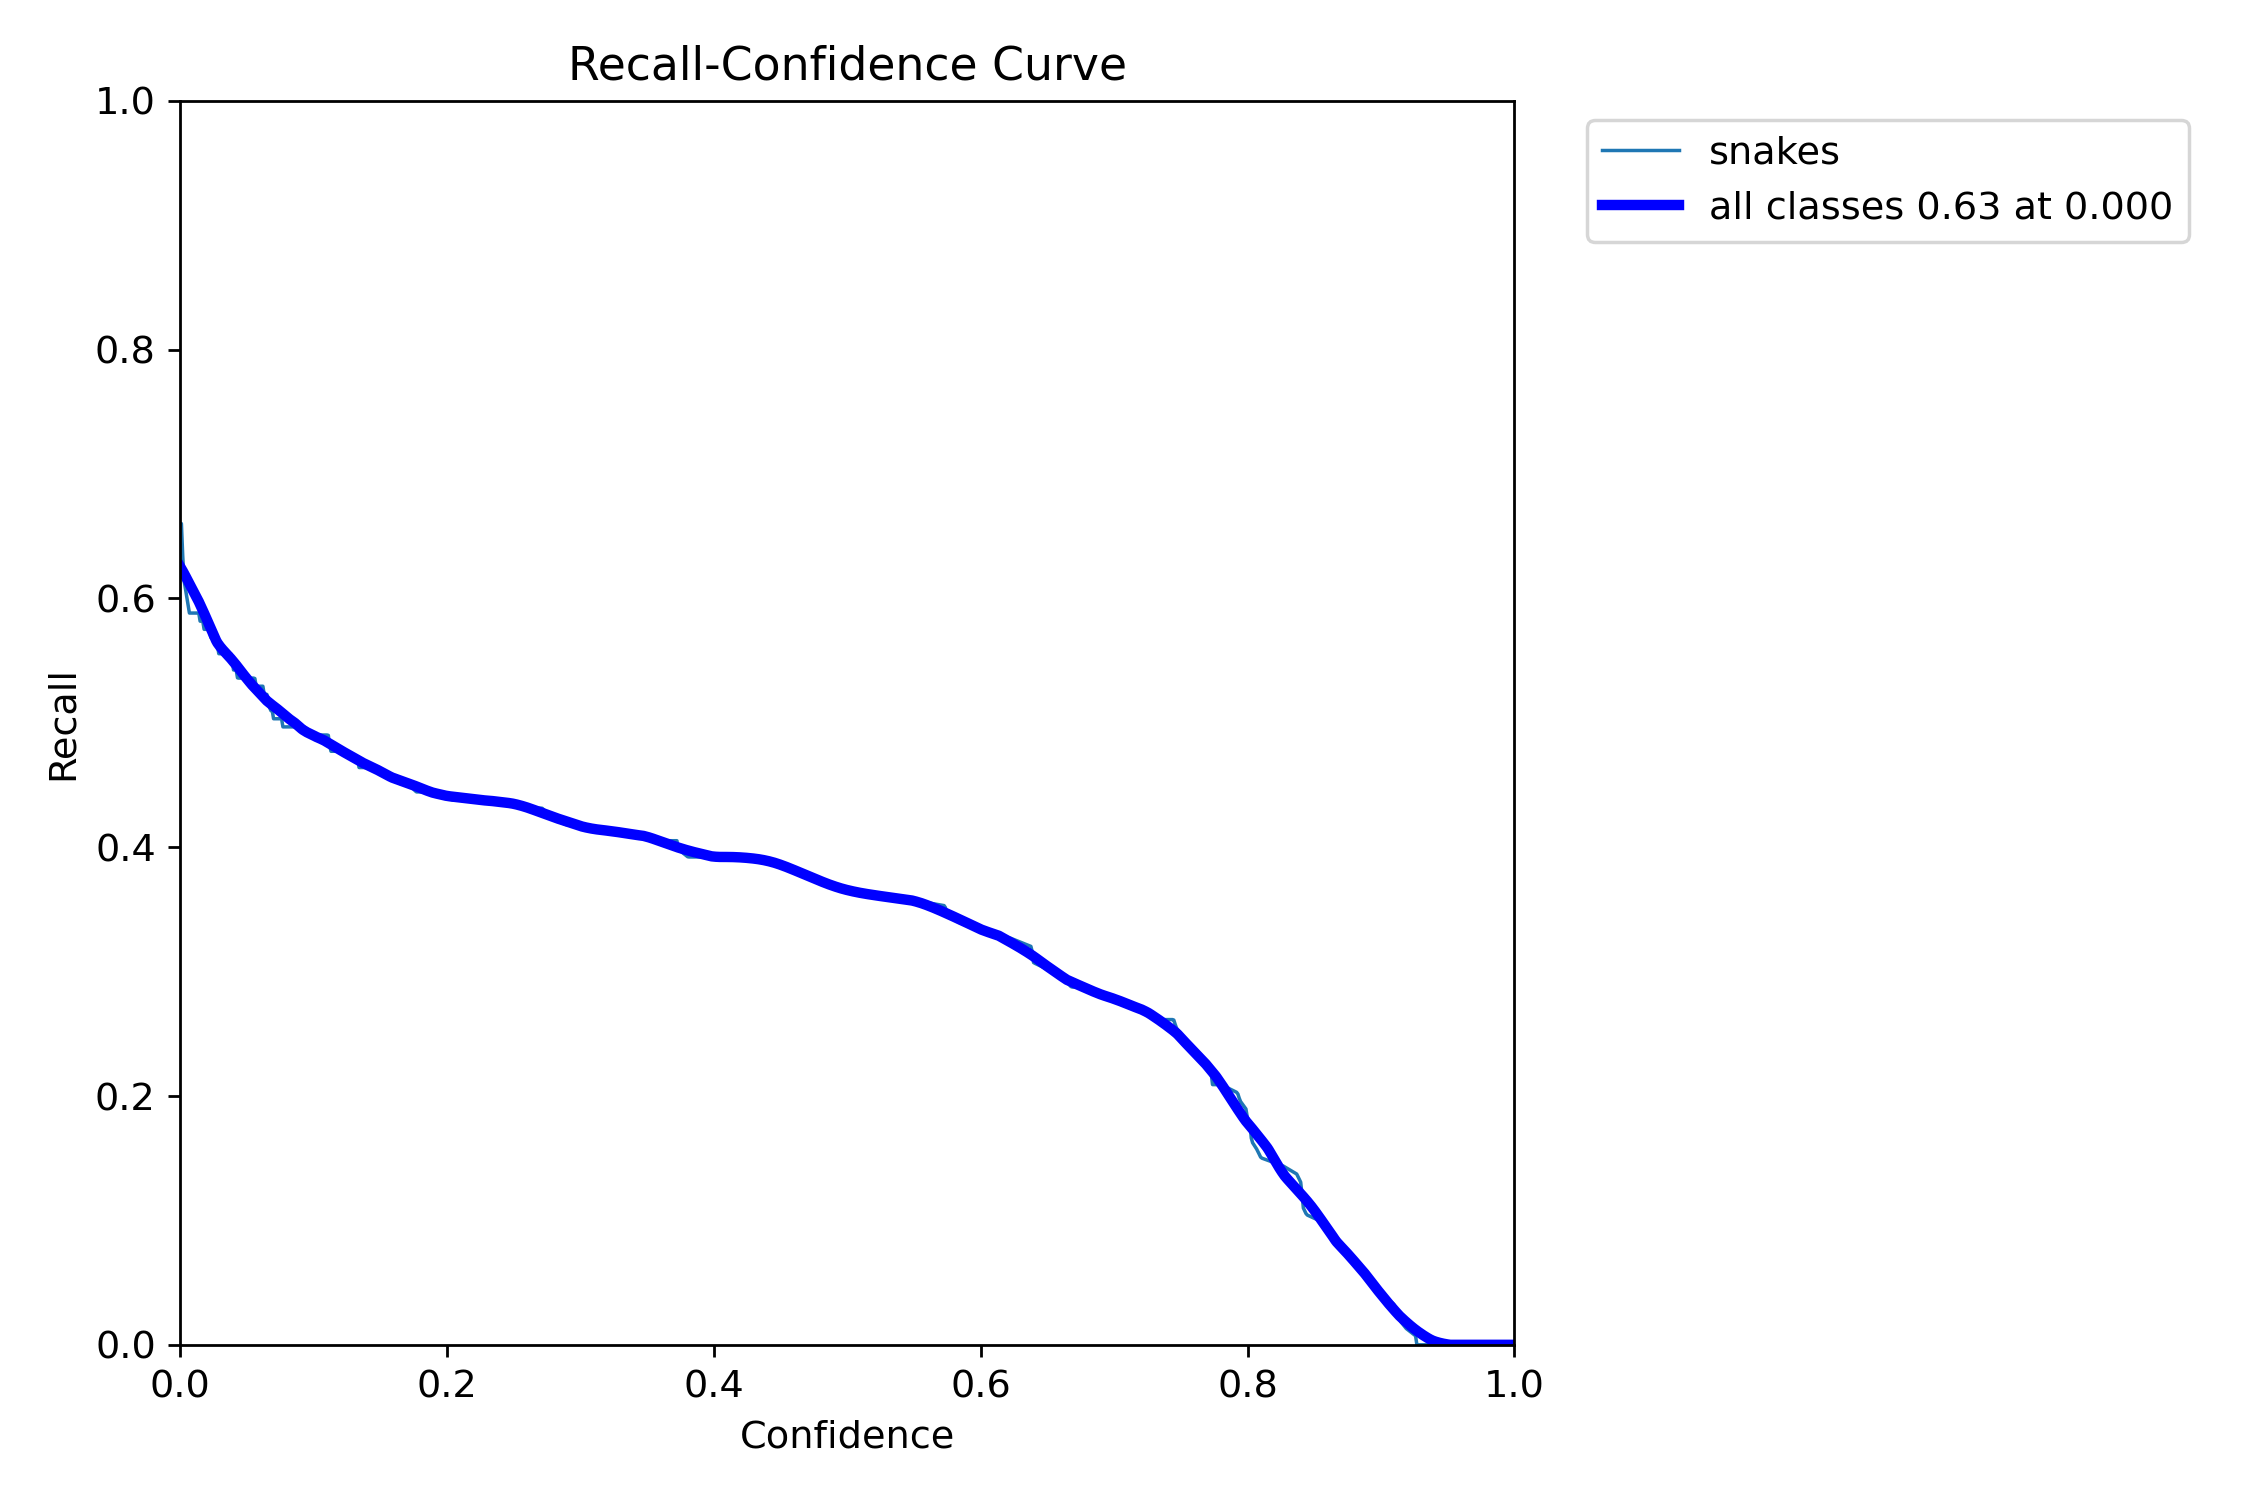 Recall-Confidence Curve
1.0
0.8
0.6
0.4
0.2
0.0
Recall
0.0 0.2 0.4 0.6 0.8 1.0
Confidence
snakes
all classes 0.63 at 0.000